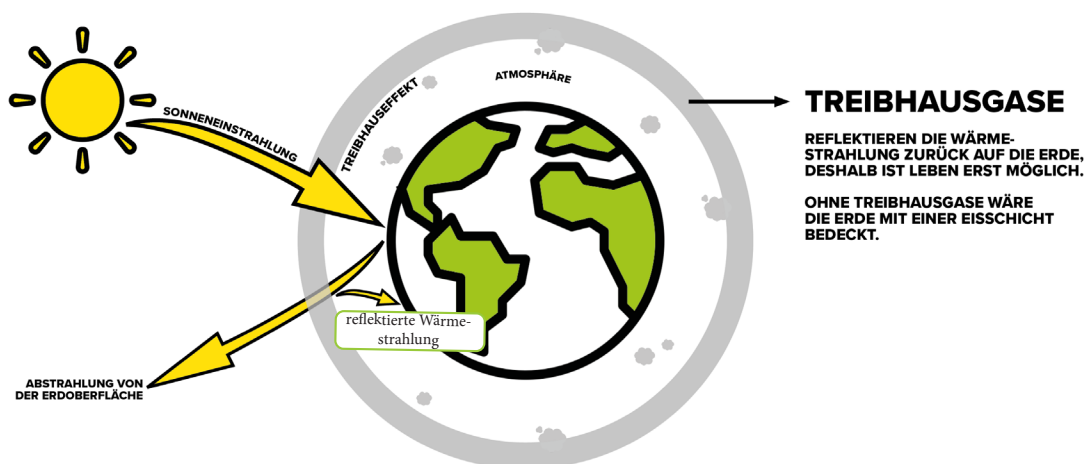 SONNENEINSTRAHLUNG
TREIBHAUSEFFEKT
ATMOSPHÄRE
reflektierte Wärme-
strahlung
ABSTRAHLUNG VON
DER ERDOBERFLÄCHE
TREIBHAUSGASE
REFLEKTIEREN DIE WÄRME-
STRAHLUNG ZURÜCK AUF DIE ERDE,
DESHALB IST LEBEN ERST MÖGLICH.
OHNE TREIBHAUSGASE WÄRE
DIE ERDE MIT EINER EISSCHICHT
BEDECKT.